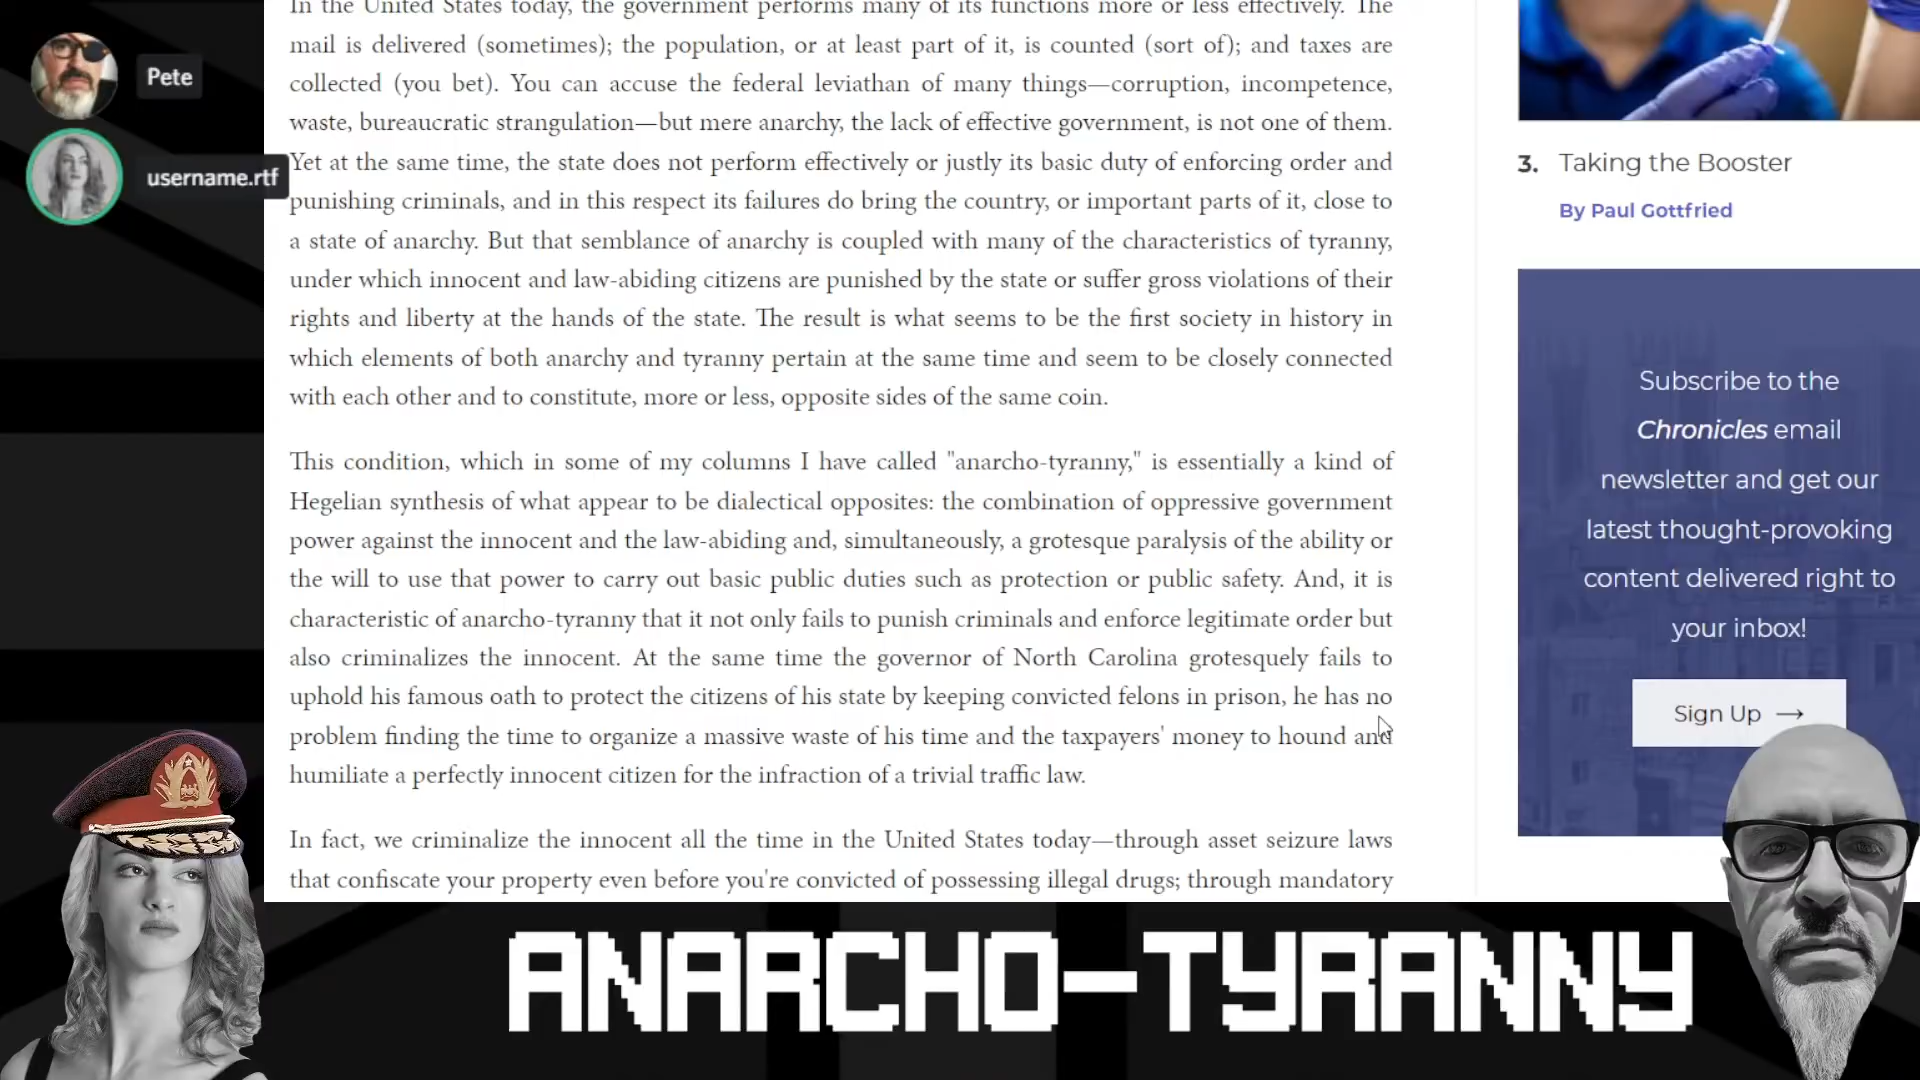 In the United States today, the government performs many of its functions more or less effectively. The
mail is delivered (sometimes); the population, or at least part of it, is counted (sort of); and taxes are
collected (you bet). You can accuse the federal leviathan of many things—corruption, incompetence,
waste, bureaucratic strangulation—but mere anarchy, the lack of effective government, is not one of them.
Yet at the same time, the state does not perform effectively or justly its basic duty of enforcing order and
punishing criminals, and in this respect its failures do bring the country, or important parts of it, close to
a state of anarchy. But that semblance of anarchy is coupled with many of the characteristics of tyranny,
under which innocent and law-abiding citizens are punished by the state or suffer gross violations of their
rights and liberty at the hands of the state. The result is what seems to be the first society in history in
which elements of both anarchy and tyranny pertain at the same time and seem to be closely connected
with each other and to constitute, more or less, opposite sides of the same coin.
This condition, which in some of my columns I have called "anarcho-tyranny," is essentially a kind of
Hegelian synthesis of what appear to be dialectical opposites: the combination of oppressive government
power against the innocent and the law-abiding and, simultaneously, a grotesque paralysis of the ability or
the will to use that power to carry out basic public duties such as protection or public safety. And, it is
characteristic of anarcho-tyranny that it not only fails to punish criminals and enforce legitimate order but
also criminalizes the innocent. At the same time the governor of North Carolina grotesquely fails to
uphold his famous oath to protect the citizens of his state by keeping convicted felons in prison, he has no
problem finding the time to organize a massive waste of his time and the taxpayers' money to hound and
humiliate a perfectly innocent citizen for the infraction of a trivial traffic law.
In fact, we criminalize the innocent all the time in the United States today—through asset seizure laws
that confiscate your property even before you're convicted of possessing illegal drugs; through mandatory
Pete
username.rtf
3. Taking the Booster
By Paul Gottfried
Subscribe to the
Chronicles email
newsletter and get our
latest thought-provoking
content delivered right to
your inbox!
Sign Up →
ANARCHO-TYRANNY